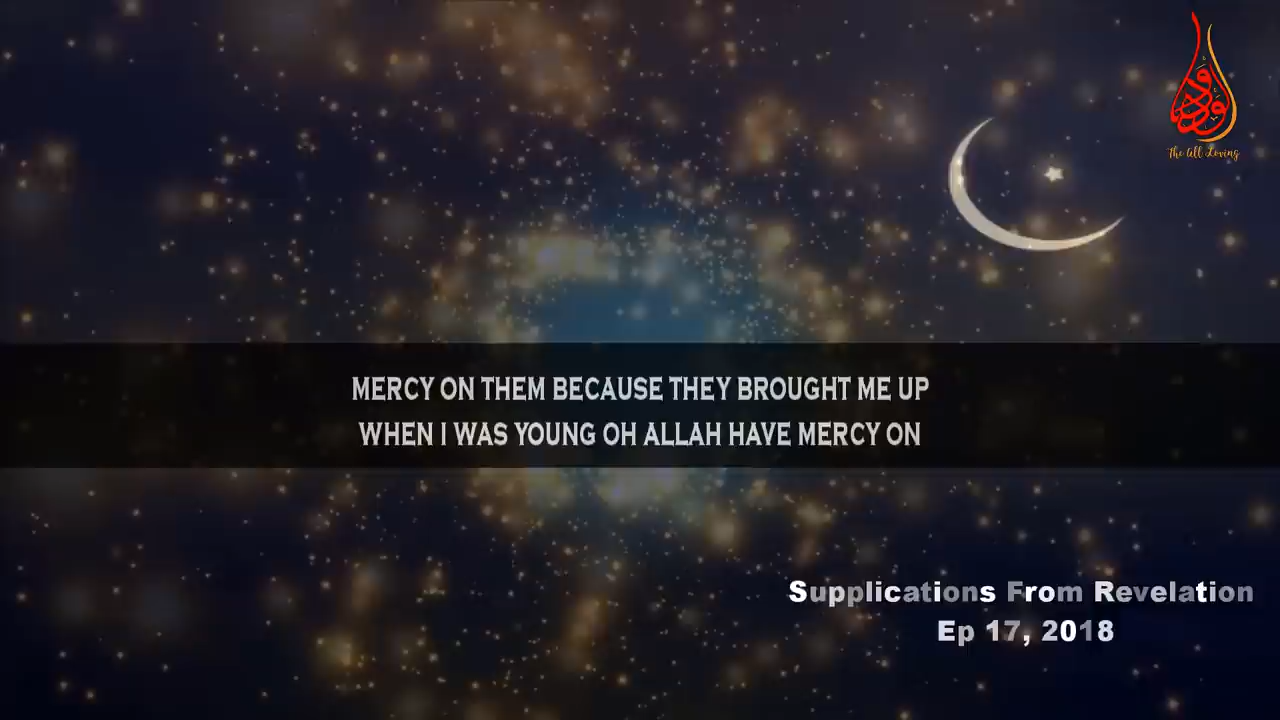 الودود
The All Loving
MERCY ON THEM BECAUSE THEY BROUGHT ME UP
WHEN I WAS YOUNG OH ALLAH HAVE MERCY ON
Supplications From Revelation
Ep 17, 2018